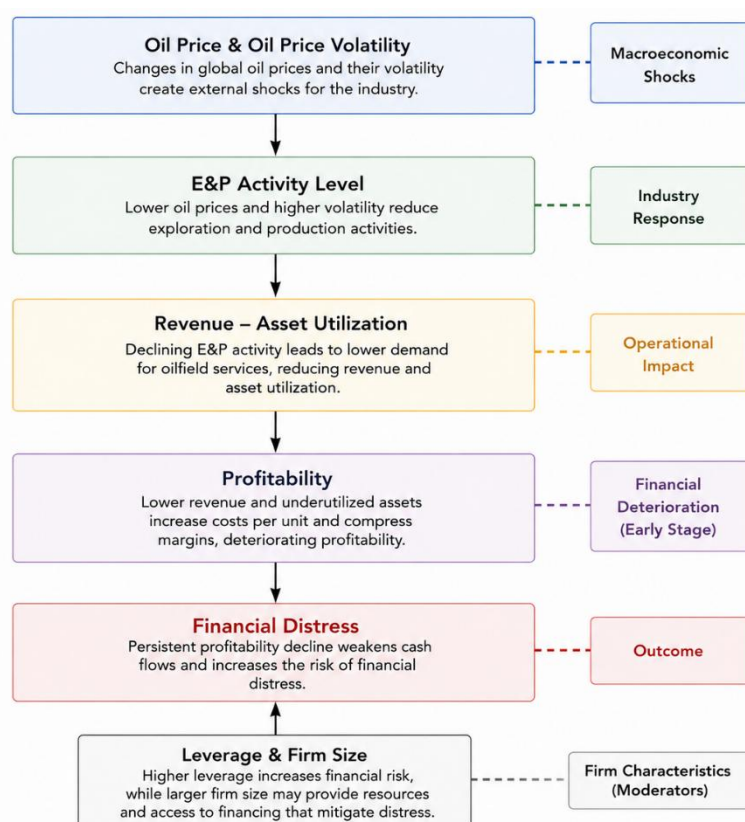 Oil Price & Oil Price Volatility
Changes in global oil prices and their volatility
create external shocks for the industry.
Macroeconomic
Shocks
E&P Activity Level
Lower oil prices and higher volatility reduce
exploration and production activities.
Industry
Response
Revenue – Asset Utilization
Declining E&P activity leads to lower demand
for oilfield services, reducing revenue and
asset utilization.
Operational
Impact
Profitability
Lower revenue and underutilized assets
increase costs per unit and compress
margins, deteriorating profitability.
Financial
Deterioration
(Early Stage)
Financial Distress
Persistent profitability decline weakens cash
flows and increases the risk of financial
distress.
Outcome
Leverage & Firm Size
Higher leverage increases financial risk,
while larger firm size may provide resources
and access to financing that mitigate distress.
Firm Characteristics
(Moderators)